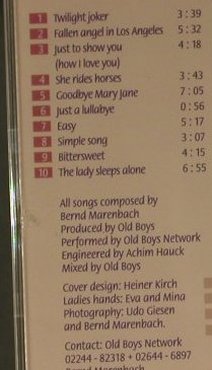 1 Twilight joker 3:39
2 Fallen angel in Los Angeles 5:32
3 Just to show you 4:18
(how I love you)
4 She rides horses 3:43
5 Goodbye Mary Jane 7:05
6 Just a lullabye 0:56
7 Easy 5:17
8 Simple song 3:07
9 Bittersweet 4:15
10 The lady sleeps alone 6:55
All songs composed by
Bernd Marenbach
Produced by Old Boys
Performed by Old Boys Network
Engineered by Achim Hauck
Mixed by Old Boys
Cover design: Heiner Kirch
Ladies hands: Eva and Mina
Photography: Udo Giesen
and Bernd Marenbach.
Contact: Old Boys Network
02244 - 82318 + 02644 - 6897
Bernd Marenbach